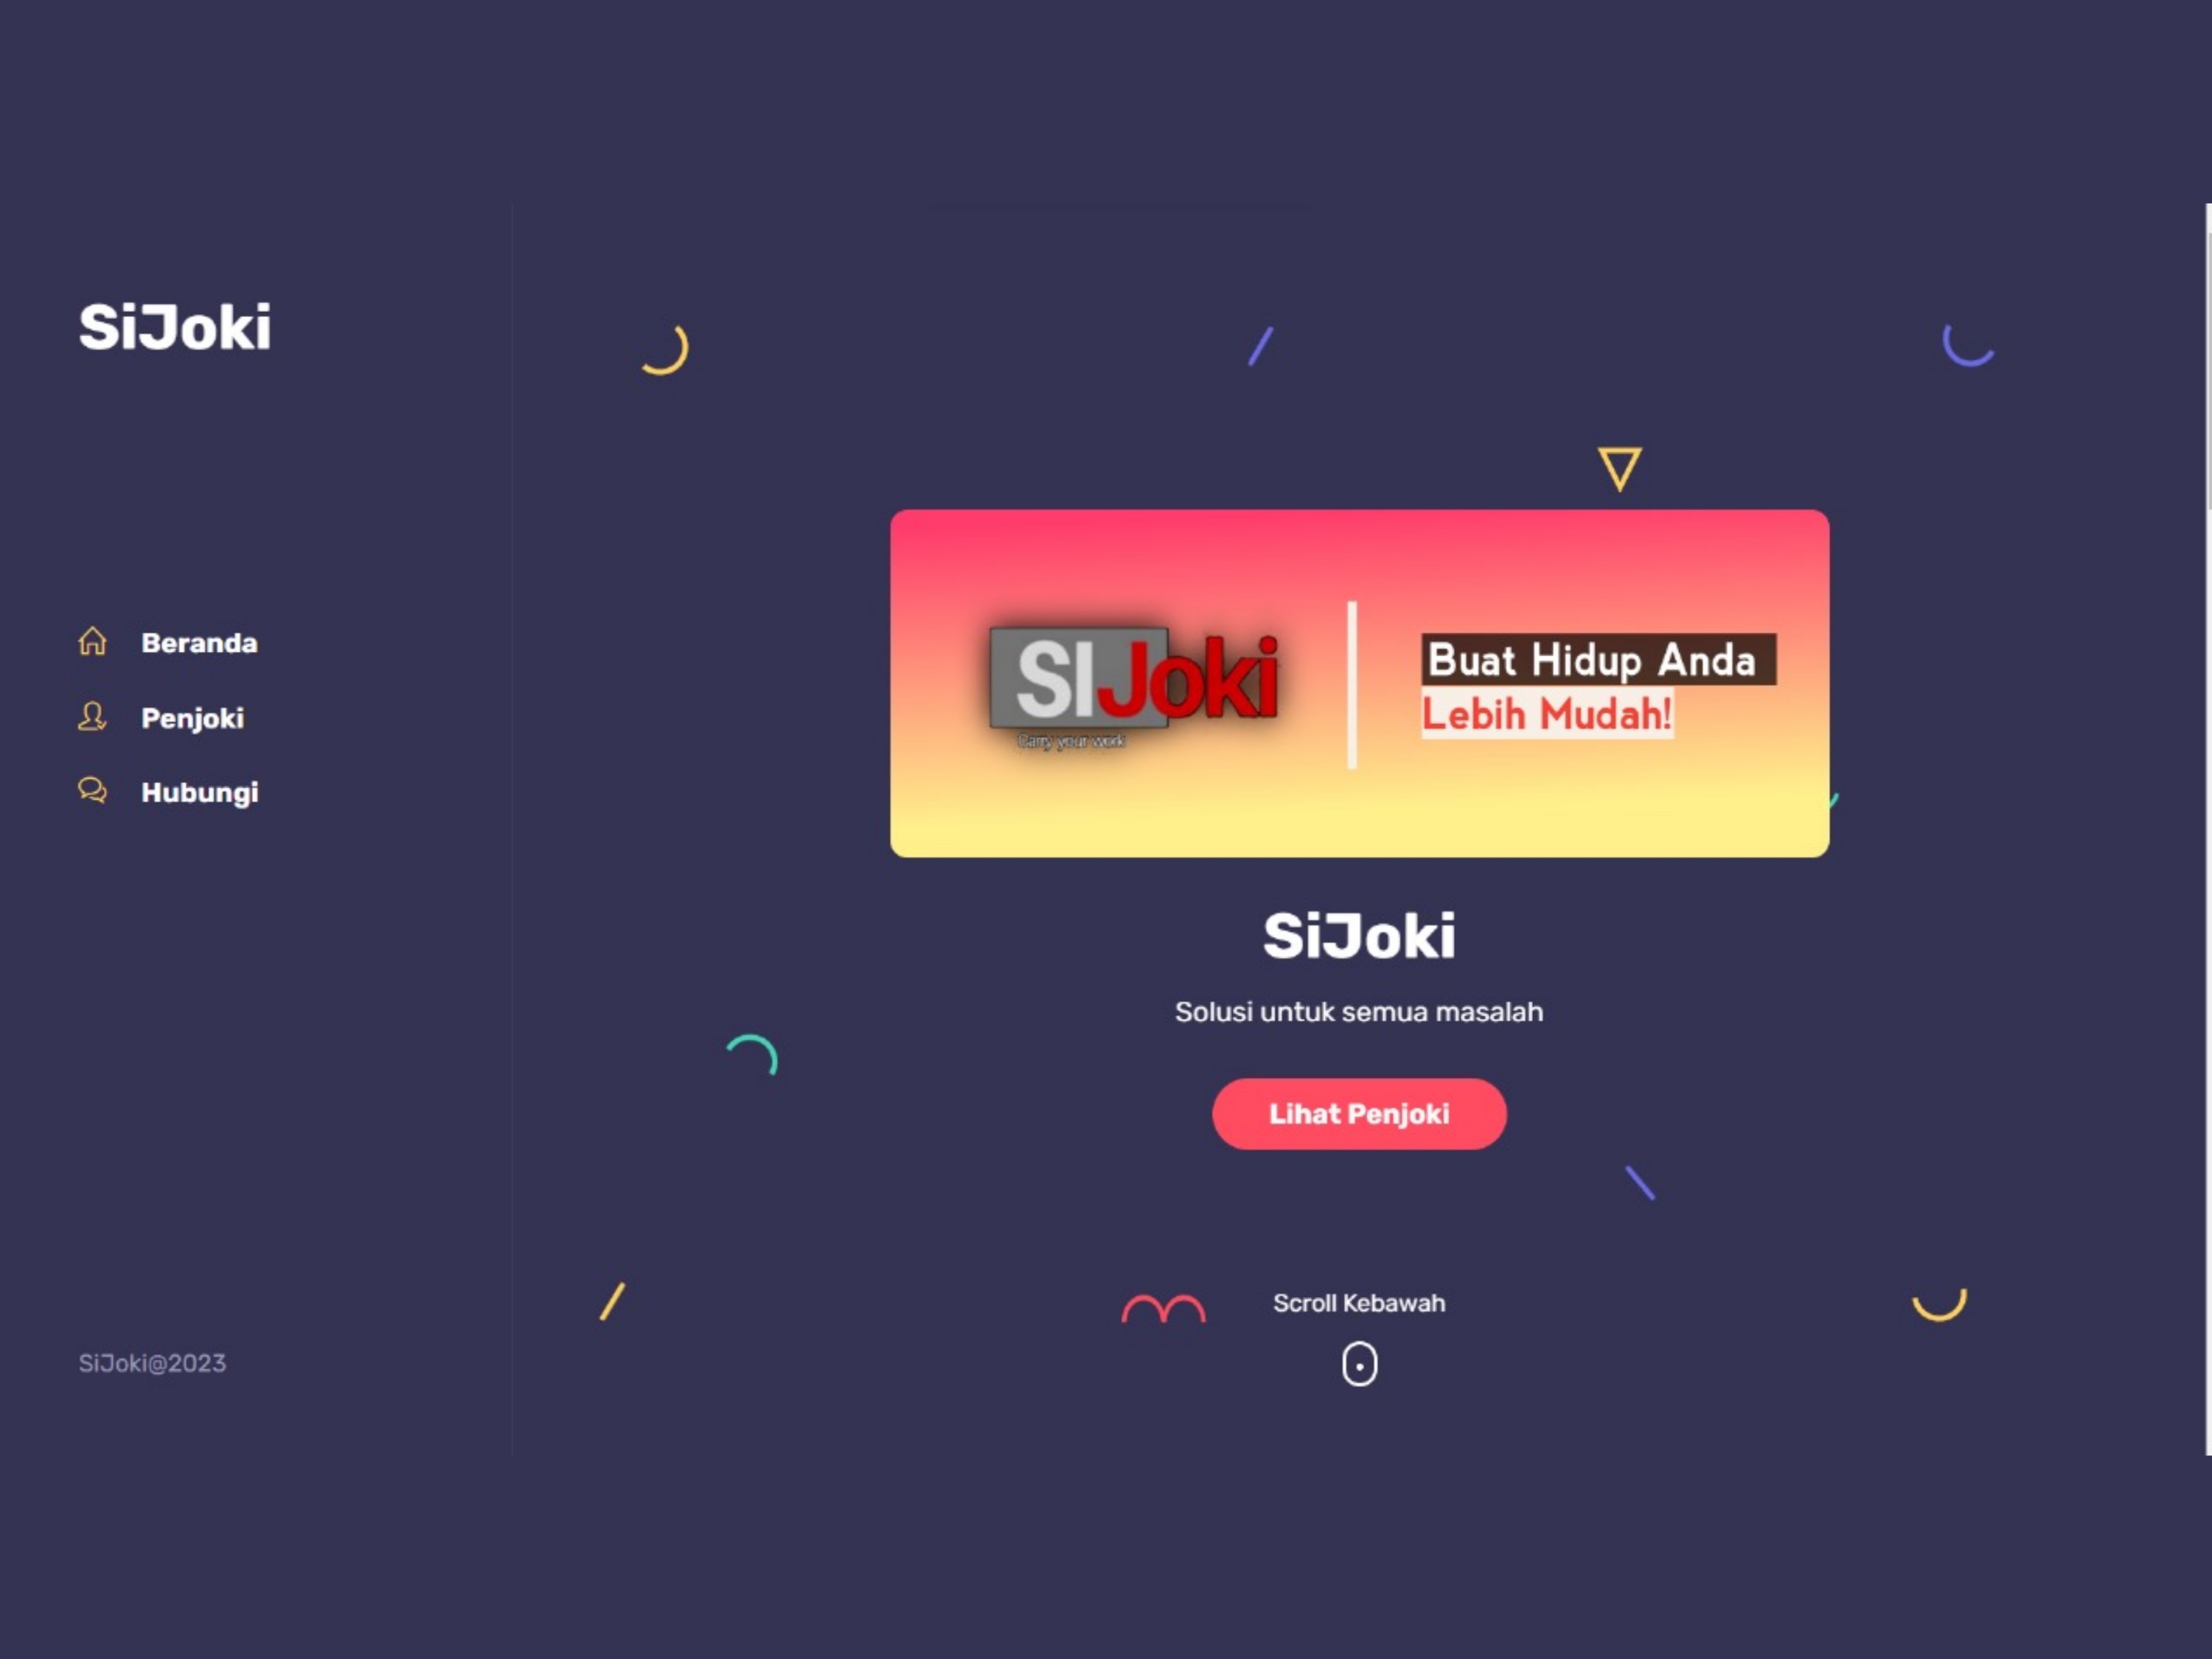 SiJoki
Beranda
Penjoki
Hubungi
SiJoki@2023
SIJoki
Carry your work
Buat Hidup Anda
Lebih Mudah!
SiJoki
Solusi untuk semua masalah
Lihat Penjoki
Scroll Kebawah